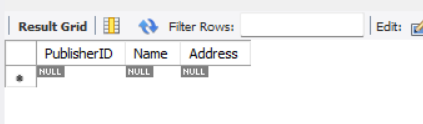 Result Grid Filter Rows: Edit:
PublisherID Name Address
NULL NULL NULL